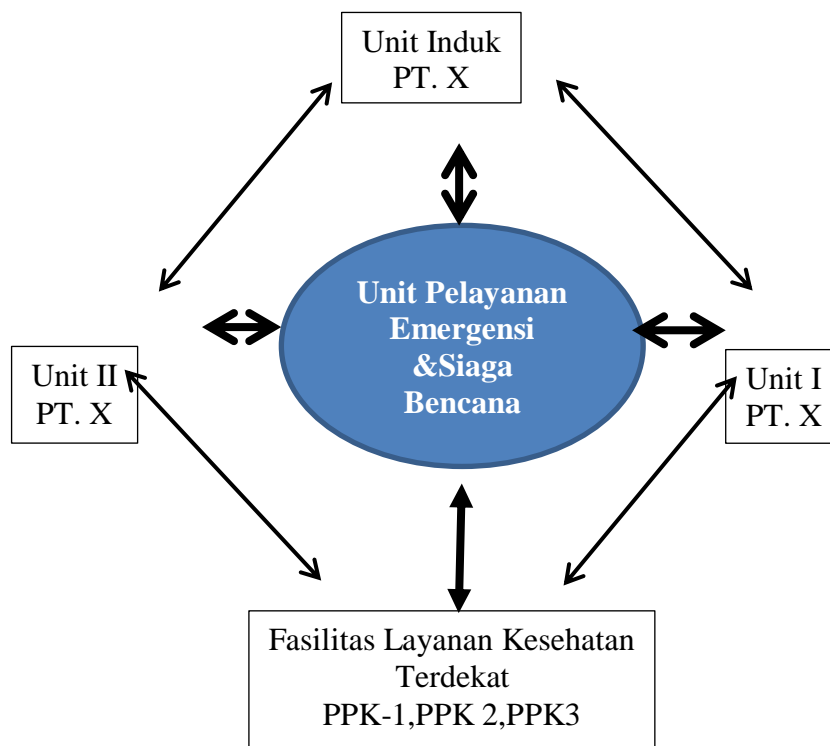 Unit Induk
PT. X
Unit Pelayanan
Emergensi
&Siaga
Bencana
Unit II
PT. X
Unit I
PT. X
Fasilitas Layanan Kesehatan
Terdekat
PPK-1,PPK 2,PPK3